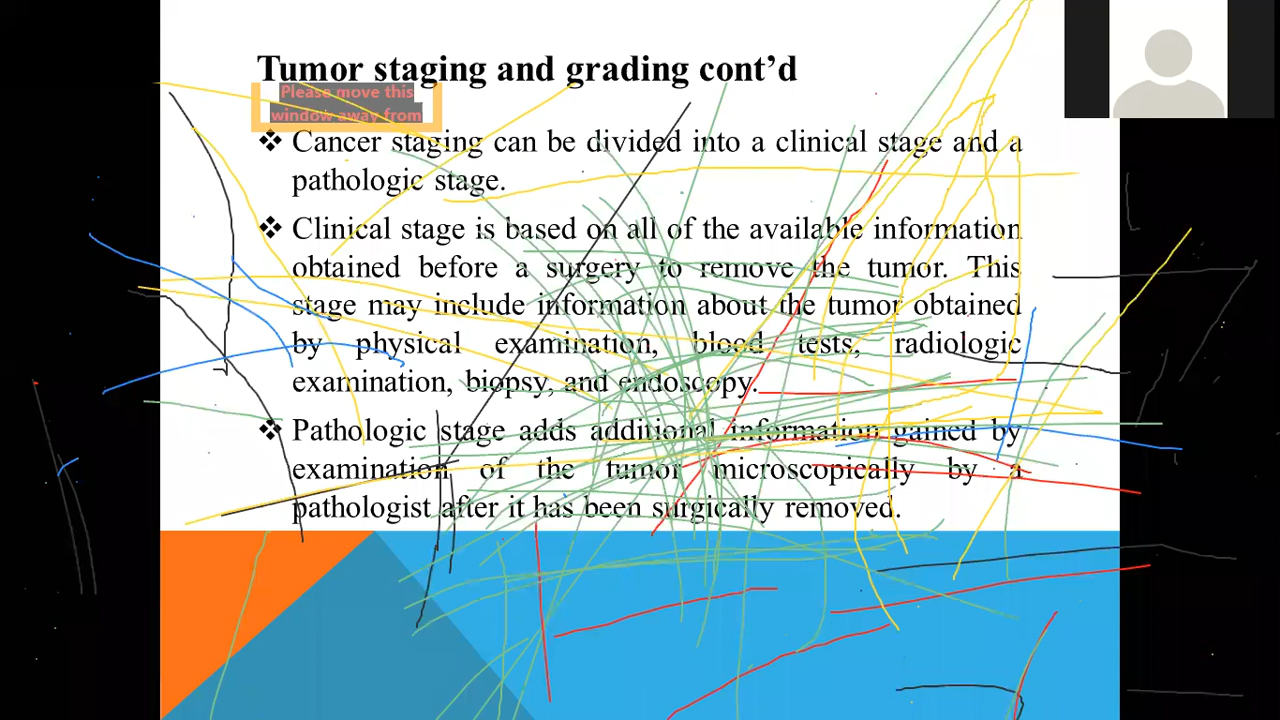 Tumor staging and grading cont’d
Please move this
window away from
❖ Cancer staging can be divided into a clinical stage and a
pathologic stage.
❖ Clinical stage is based on all of the available information
obtained before a surgery to remove the tumor. This
stage may include information about the tumor obtained
by physical examination, blood tests, radiologic
examination, biopsy, and endoscopy.
❖ Pathologic stage adds additional information gained by
examination of the tumor microscopically by a
pathologist after it has been surgically removed.